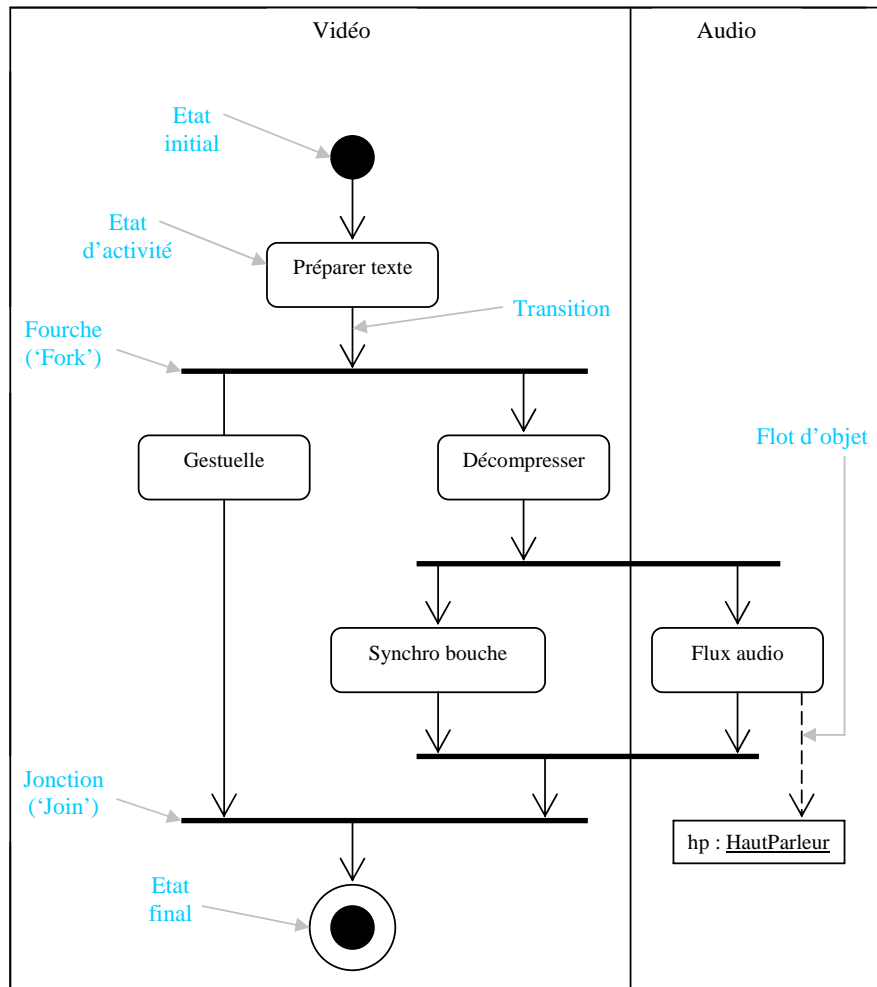 Vidéo
Audio
Etat
initial
Etat
d’activité
Préparer texte
Transition
Fourche
(‘Fork’)
Gestuelle
Décompresser
Flot d’objet
Synchro bouche
Flux audio
Jonction
(‘Join’)
hp : HautParleur
Etat
final